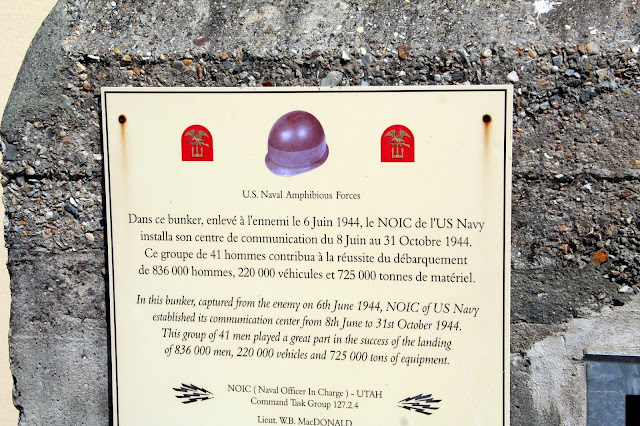 U.S. Naval Amphibious Forces
Dans ce bunker, enlevé à l'ennemi le 6 Juin 1944, le NOIC de l'US Navy
installa son centre de communication du 8 Juin au 31 Octobre 1944.
Ce groupe de 41 hommes contribua à la réussite du débarquement
de 836 000 hommes, 220 000 véhicules et 725 000 tonnes de matériel.
In this bunker, captured from the enemy on 6th June 1944, NOIC of US Navy
established its communication center from 8th June to 31st October 1944.
This group of 41 men played a great part in the success of the landing
of 836 000 men, 220 000 vehicles and 725 000 tons of equipment.
NOIC ( Naval Officer In Charge ) - UTAH
Command Task Group 127.2.4
Lieut. W.B. MacDONALD